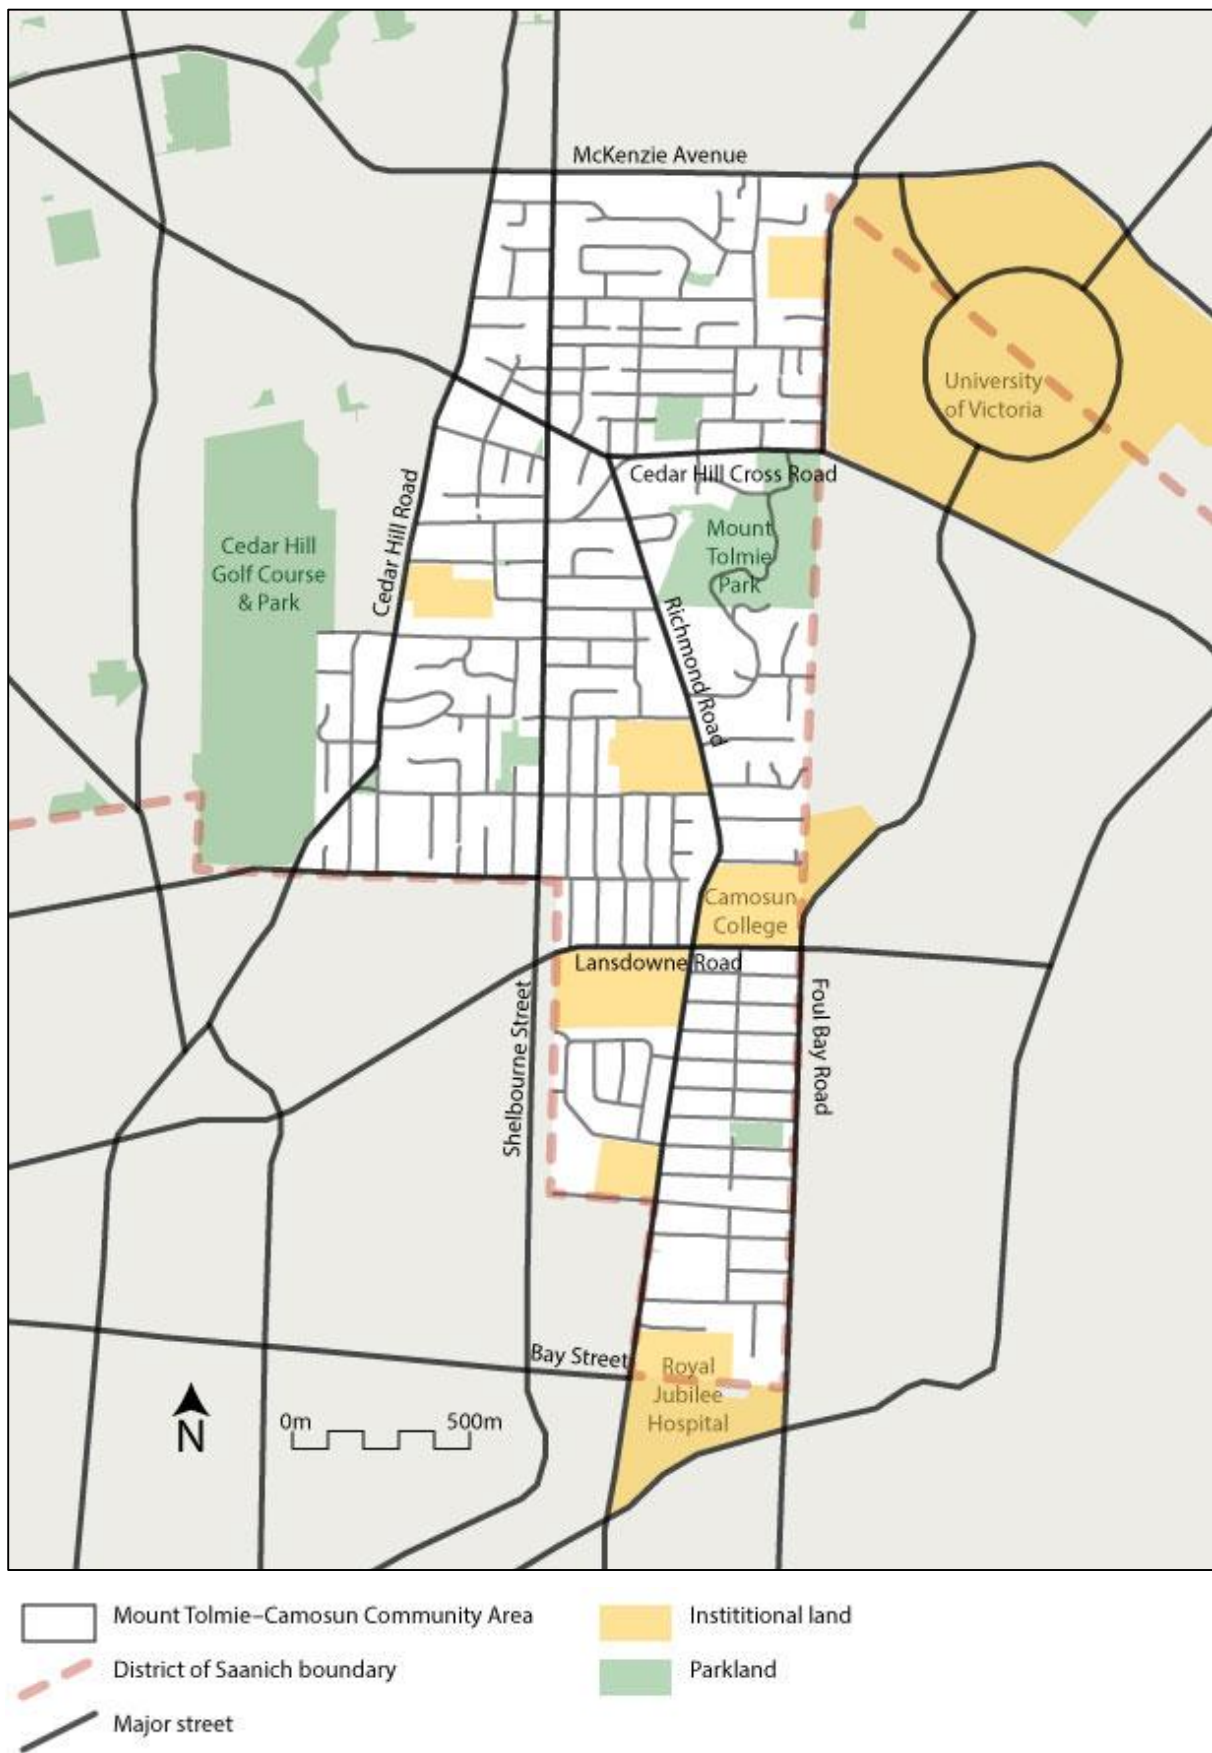 McKenzie Avenue
University
of Victoria
Cedar Hill Cross Road
Cedar Hill Road
Mount
Tolmie
Park
Cedar Hill
Golf Course
& Park
Richmond Road
Camosun
College
Lansdowne Road
Shelbourne Street
Foul Bay Road
Bay Street
Royal
Jubilee
Hospital
N
0m 500m
Mount Tolmie–Camosun Community Area
Instititional land
District of Saanich boundary
Parkland
Major street